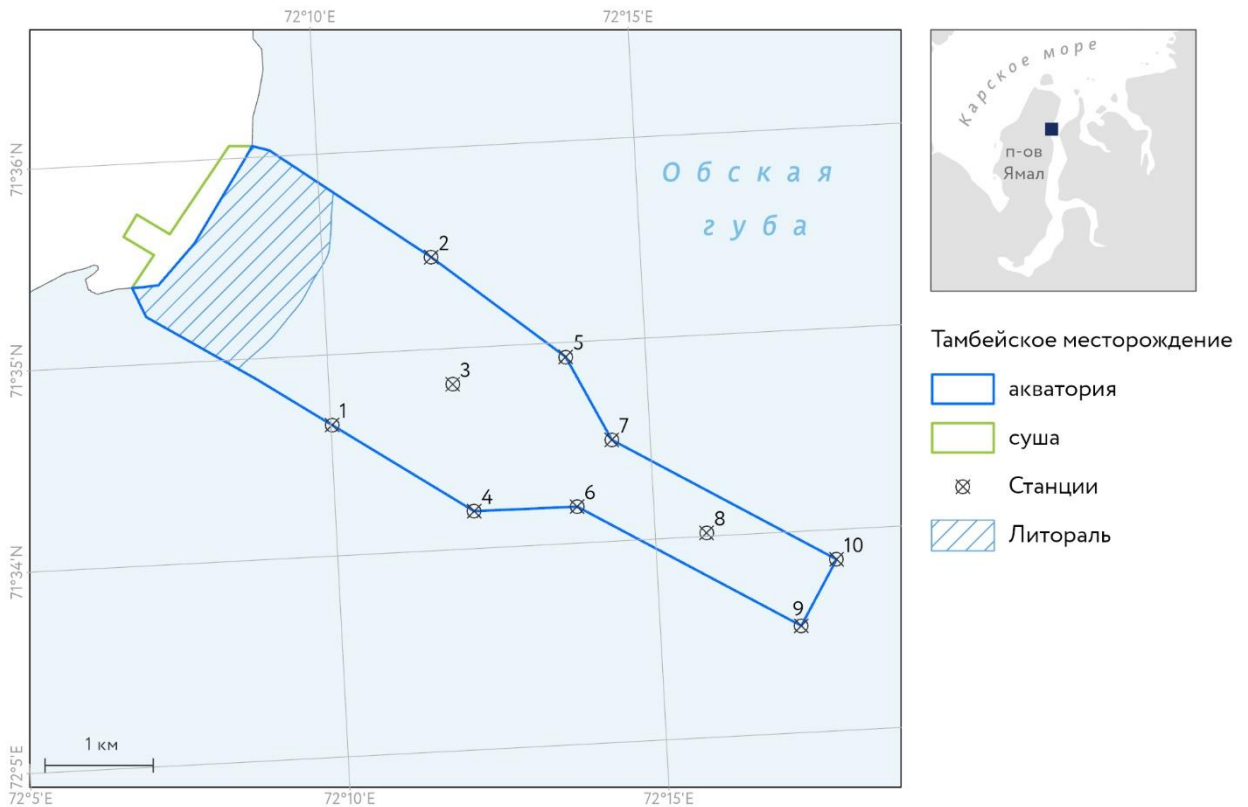 72°10'E
72°15'E
71°36'N
71°35'N
71°34'N
72°5'E
72°5'E
72°10'E
72°15'E
Обская
губа
2
5
3
1
7
4
6
8
10
9
1 км
Карское море
п-ов
Ямал
Тамбейское месторождение
акватория
суша
Станции
Литораль